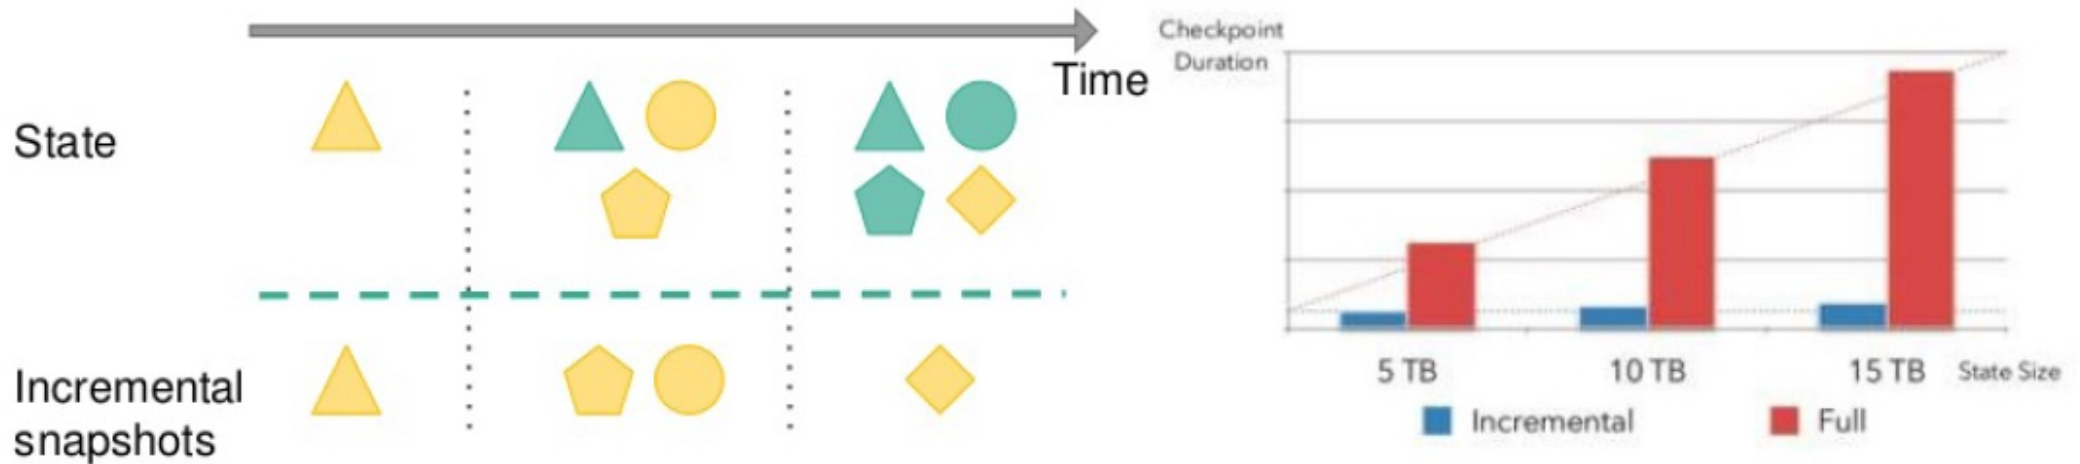 Time
State
Incremental
snapshots
Checkpoint
Duration
5 TB
10 TB
15 TB
State Size
Incremental
Full